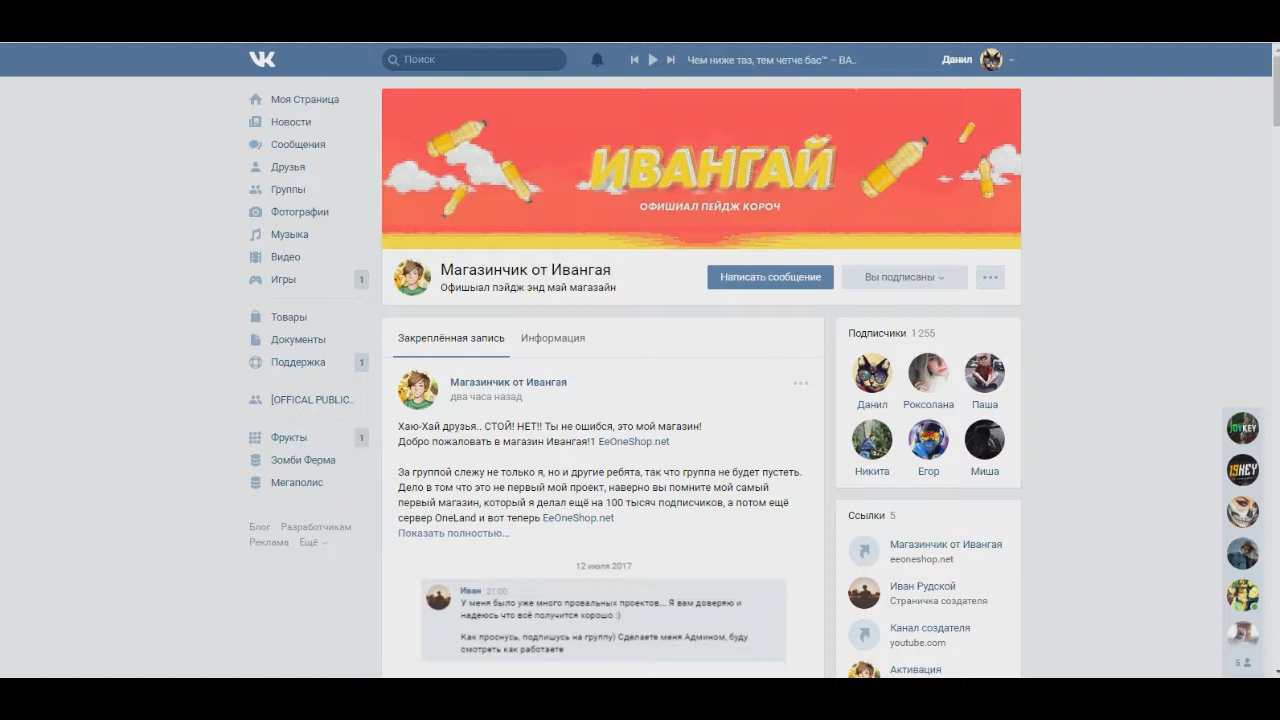 Поиск
Чем ниже таз, тем четче бас™ – BA..
Данил
Моя Страница
Новости
Сообщения
Друзья
Группы
Фотографии
Музыка
Видео
Игры 1
Товары
Документы
Поддержка 1
[OFFICAL PUBLIC..
Фрукты 1
Зомби Ферма
Мегаполис
Блог Разработчикам
Реклама Ещё
ИВАНГАЙ
ОФИШИАЛ ПЕЙДЖ КОРОЧ
Магазинчик от Ивангая
Офишыал пэйдж энд май магазайн
Написать сообщение
Вы подписаны
Закреплённая запись Информация
Магазинчик от Ивангая
два часа назад
Хаю-Хай друзья.. СТОЙ! НЕТ!! Ты не ошибся, это мой магазин!
Добро пожаловать в магазин Ивангая!1 EeOneShop.net
За группой слежу не только я, но и другие ребята, так что группа не будет пустеть.
Дело в том что это не первый мой проект, наверно вы помните мой самый
первый магазин, который я делал ещё на 100 тысяч подписчиков, а потом ещё
сервер OneLand и вот теперь EeOneShop.net
Показать полностью...
12 июля 2017
Иван 21:00
У меня было уже много провальных проектов... Я вам доверяю и
надеюсь что всё получится хорошо :)
Как проснусь, подпишусь на группу) Сделаете меня Админом, буду
смотреть как работаете
Подписчики 1 255
Данил Роксолана Паша
Никита Егор Миша
Ссылки 5
Магазинчик от Ивангая
eeoneshop.net
Иван Рудской
Страничка создателя
Канал создателя
youtube.com
Активация
JOYKEY
19KEY
5